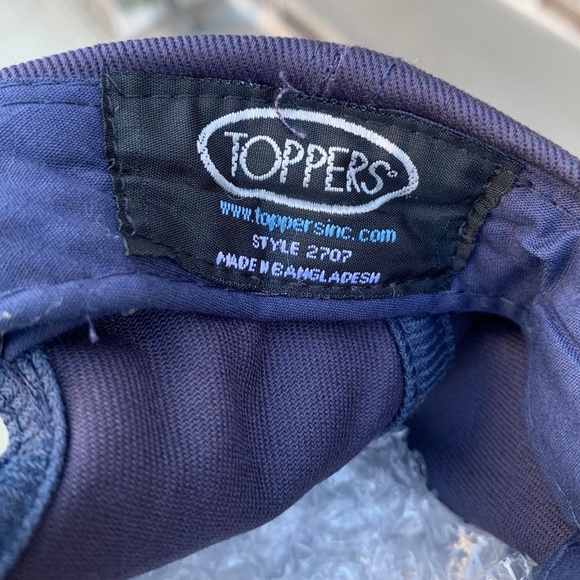 TOPPERS
www.toppersinc.com
STYLE 2707
MADE IN BANGLADESH